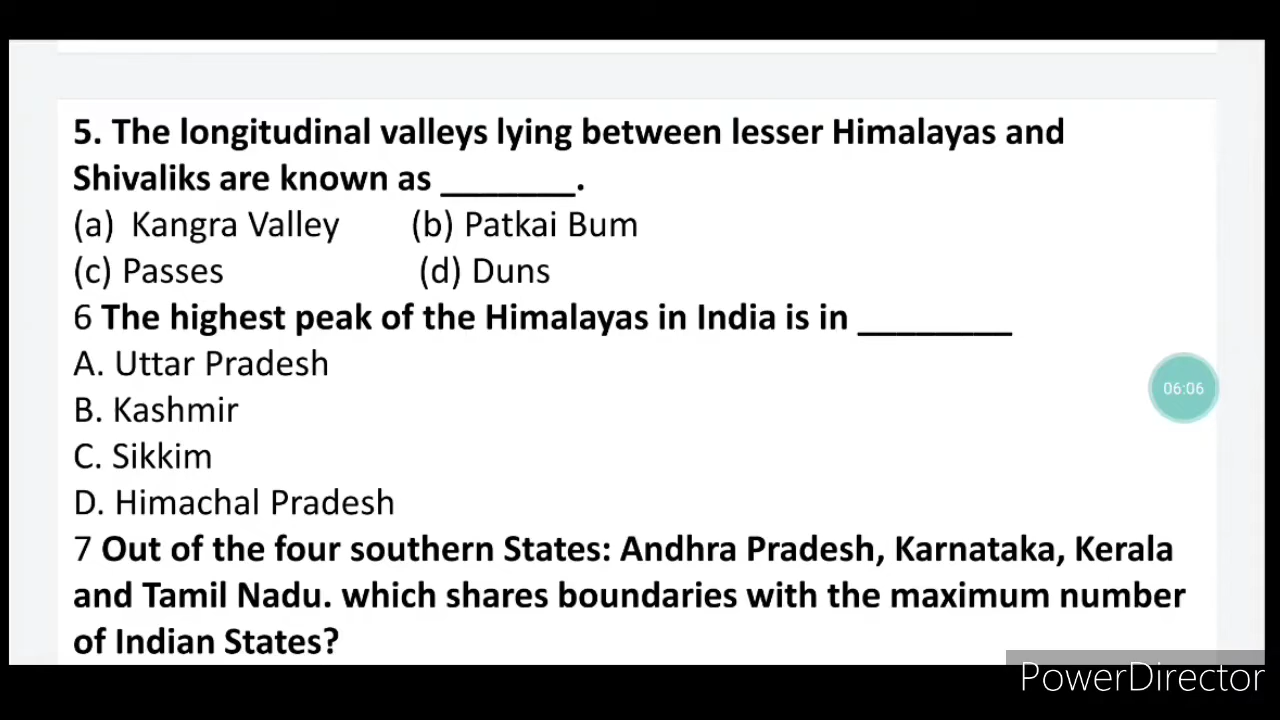 5. The longitudinal valleys lying between lesser Himalayas and
Shivaliks are known as _______.
(a) Kangra Valley (b) Patkai Bum
(c) Passes (d) Duns
6 The highest peak of the Himalayas in India is in ________
A. Uttar Pradesh
B. Kashmir
C. Sikkim
D. Himachal Pradesh
7 Out of the four southern States: Andhra Pradesh, Karnataka, Kerala
and Tamil Nadu. which shares boundaries with the maximum number
of Indian States?
06:06
PowerDirector